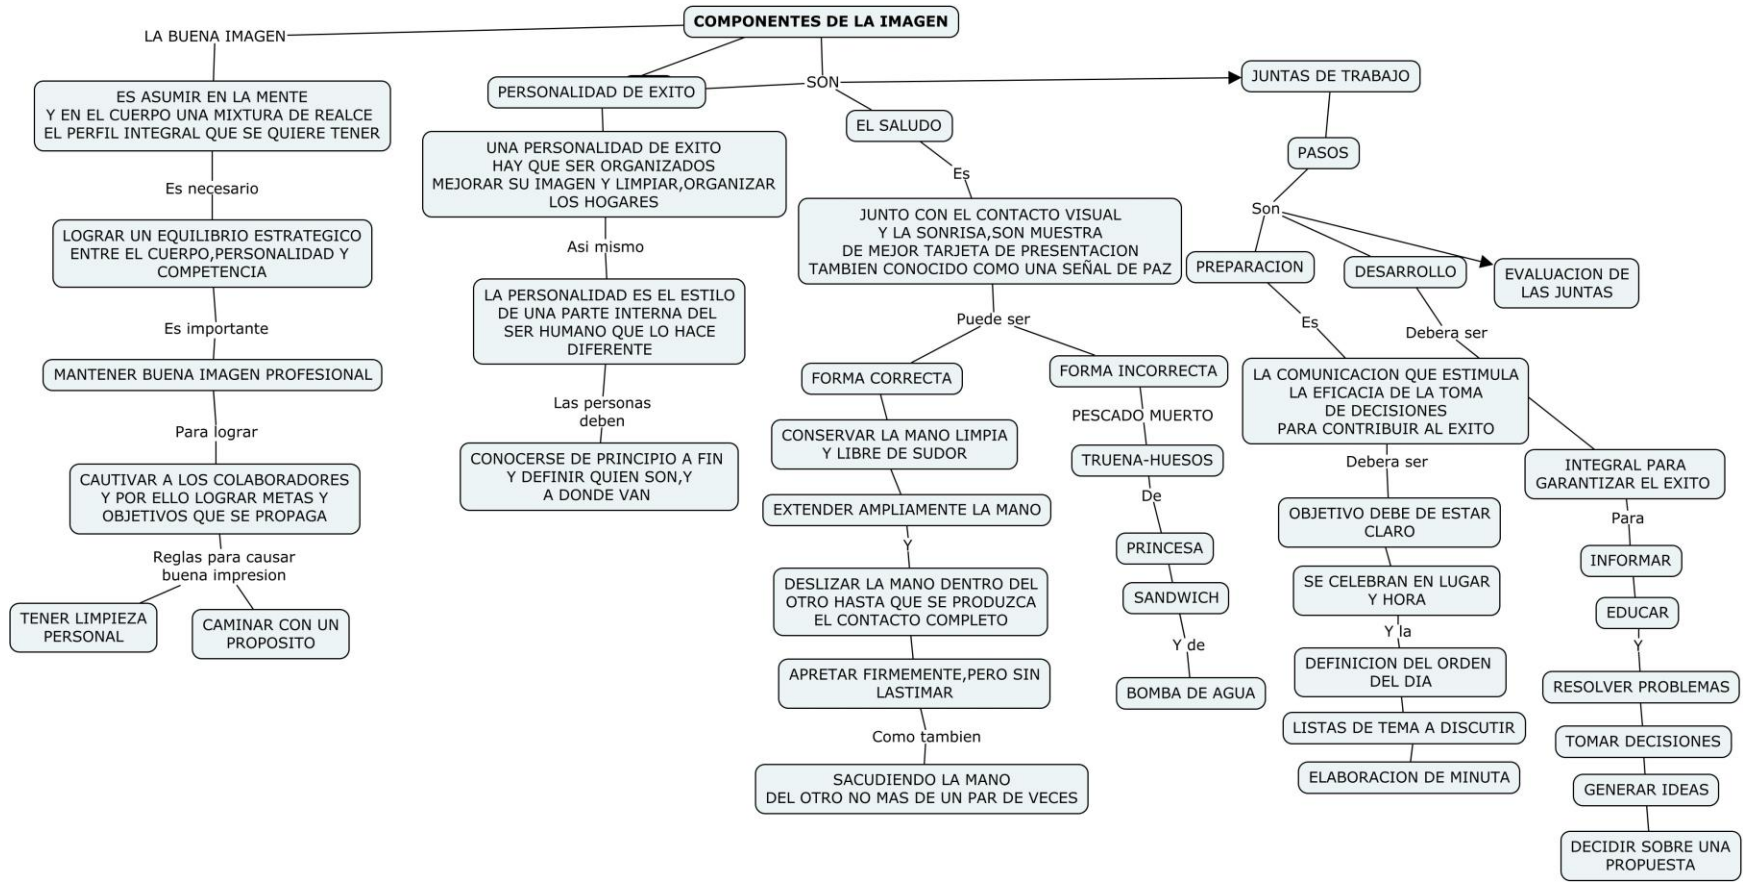 COMPONENTES DE LA IMAGEN
LA BUENA IMAGEN
ES ASUMIR EN LA MENTE
Y EN EL CUERPO UNA MIXTURA DE REALCE
EL PERFIL INTEGRAL QUE SE QUIERE TENER
Es necesario
LOGRAR UN EQUILIBRIO ESTRATEGICO
ENTRE EL CUERPO,PERSONALIDAD Y
COMPETENCIA
Es importante
MANTENER BUENA IMAGEN PROFESIONAL
Para lograr
CAUTIVAR A LOS COLABORADORES
Y POR ELLO LOGRAR METAS Y
OBJETIVOS QUE SE PROPAGA
Reglas para causar
buena impresion
TENER LIMPIEZA
PERSONAL
CAMINAR CON UN
PROPOSITO
SON
PERSONALIDAD DE EXITO
UNA PERSONALIDAD DE EXITO
HAY QUE SER ORGANIZADOS
MEJORAR SU IMAGEN Y LIMPIAR,ORGANIZAR
LOS HOGARES
Asi mismo
LA PERSONALIDAD ES EL ESTILO
DE UNA PARTE INTERNA DEL
SER HUMANO QUE LO HACE
DIFERENTE
Las personas
deben
CONOCERSE DE PRINCIPIO A FIN
Y DEFINIR QUIEN SON,Y
A DONDE VAN
EL SALUDO
Es
JUNTO CON EL CONTACTO VISUAL
Y LA SONRISA,SON MUESTRA
DE MEJOR TARJETA DE PRESENTACION
TAMBIEN CONOCIDO COMO UNA SEÑAL DE PAZ
Puede ser
FORMA CORRECTA
CONSERVAR LA MANO LIMPIA
Y LIBRE DE SUDOR
EXTENDER AMPLIAMENTE LA MANO
Y
DESLIZAR LA MANO DENTRO DEL
OTRO HASTA QUE SE PRODUZCA
EL CONTACTO COMPLETO
APRETAR FIRMEMENTE,PERO SIN
LASTIMAR
Como tambien
SACUDIENDO LA MANO
DEL OTRO NO MAS DE UN PAR DE VECES
FORMA INCORRECTA
PESCADO MUERTO
TRUENA-HUESOS
De
PRINCESA
SANDWICH
Y de
BOMBA DE AGUA
JUNTAS DE TRABAJO
PASOS
Son
PREPARACION
Es
LA COMUNICACION QUE ESTIMULA
LA EFICACIA DE LA TOMA
DE DECISIONES
PARA CONTRIBUIR AL EXITO
Debera ser
OBJETIVO DEBE DE ESTAR
CLARO
SE CELEBRAN EN LUGAR
Y HORA
Y la
DEFINICION DEL ORDEN
DEL DIA
LISTAS DE TEMA A DISCUTIR
ELABORACION DE MINUTA
DESARROLLO
Debera ser
INTEGRAL PARA
GARANTIZAR EL EXITO
Para
INFORMAR
EDUCAR
Y
RESOLVER PROBLEMAS
TOMAR DECISIONES
GENERAR IDEAS
DECIDIR SOBRE UNA
PROPUESTA
EVALUACION DE
LAS JUNTAS